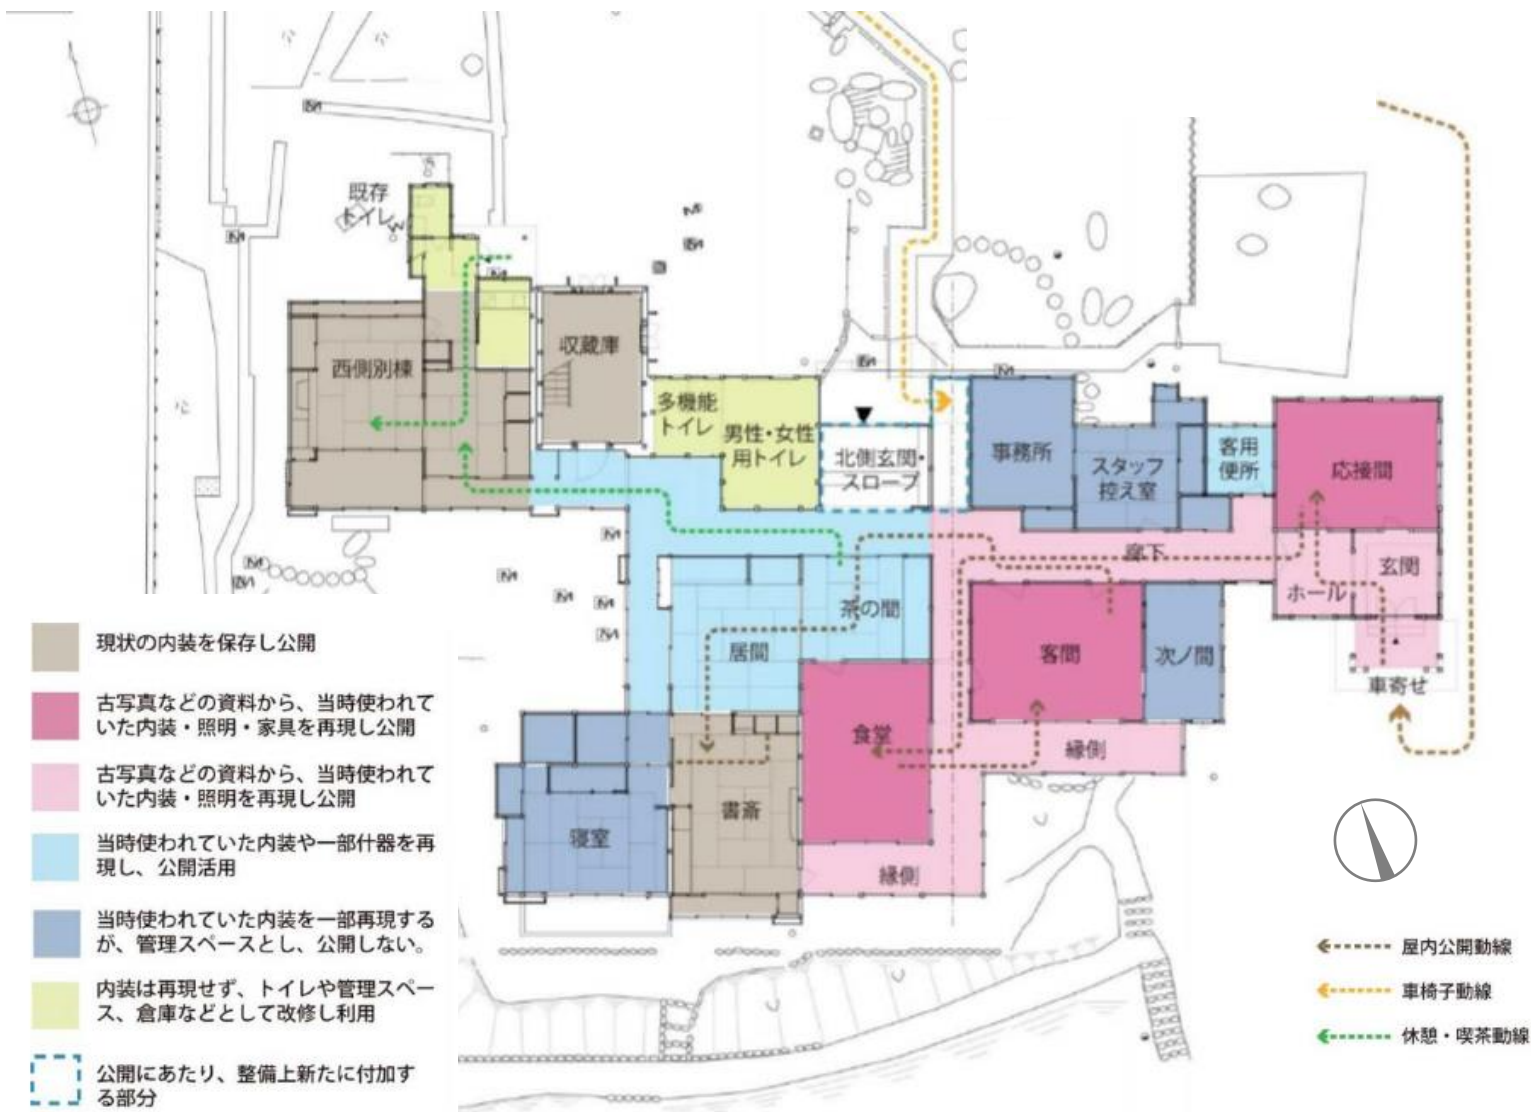 既存
トイレ
西側別棟
収蔵庫
多機能
トイレ
男性・女性
用トイレ
北側玄関・
スロープ
事務所
スタッフ
控え室
客用
便所
応接間
廊下
ホール
玄関
車寄せ
茶の間
居間
客間
次ノ間
食堂
縁側
書斎
寝室
縁側
現状の内装を保存し公開
古写真などの資料から、当時使われて
いた内装・照明・家具を再現し公開
古写真などの資料から、当時使われて
いた内装・照明を再現し公開
当時使われていた内装や一部什器を再
現し、公開活用
当時使われていた内装を一部再現する
が、管理スペースとし、公開しない。
内装は再現せず、トイレや管理スペー
ス、倉庫などとして改修し利用
公開にあたり、整備上新たに付加す
る部分
屋内公開動線
車椅子動線
休憩・喫茶動線